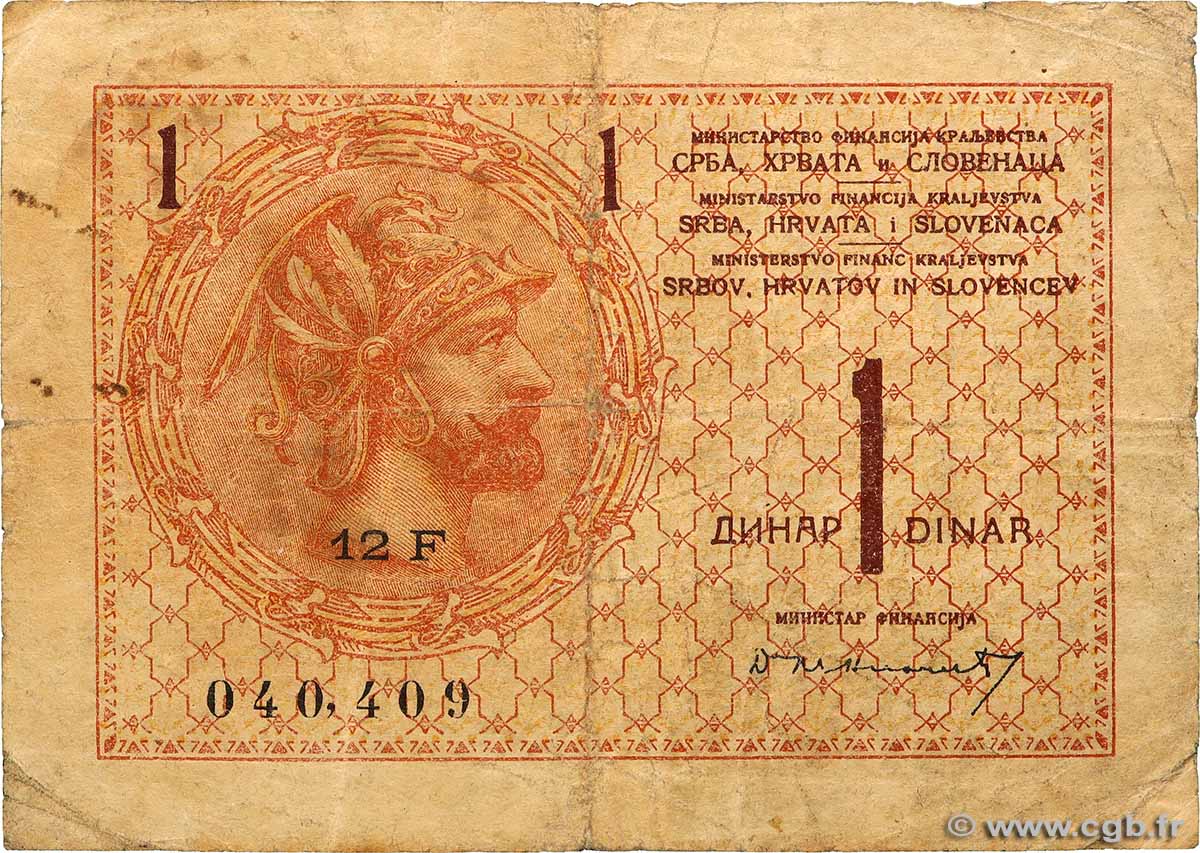 1 1
МИНИСТАРСТВО ФИНАНСИЈА КРАЉЕВСТВА
СРБА, ХРВАТА и СЛОВЕНАЦА
MINISTARSTVO FINANCIJA KRALJEVSTVA
SRBA, HRVATA i SLOVENACA
MINISTERSTVO FINANC KRALJEVSTVA
SRBOV, HRVATOV IN SLOVENCEV
ДИНАР 1 DINAR
12 F
МИНИСТАР ФИНАНСИЈА
040,409
© www.cgb.fr